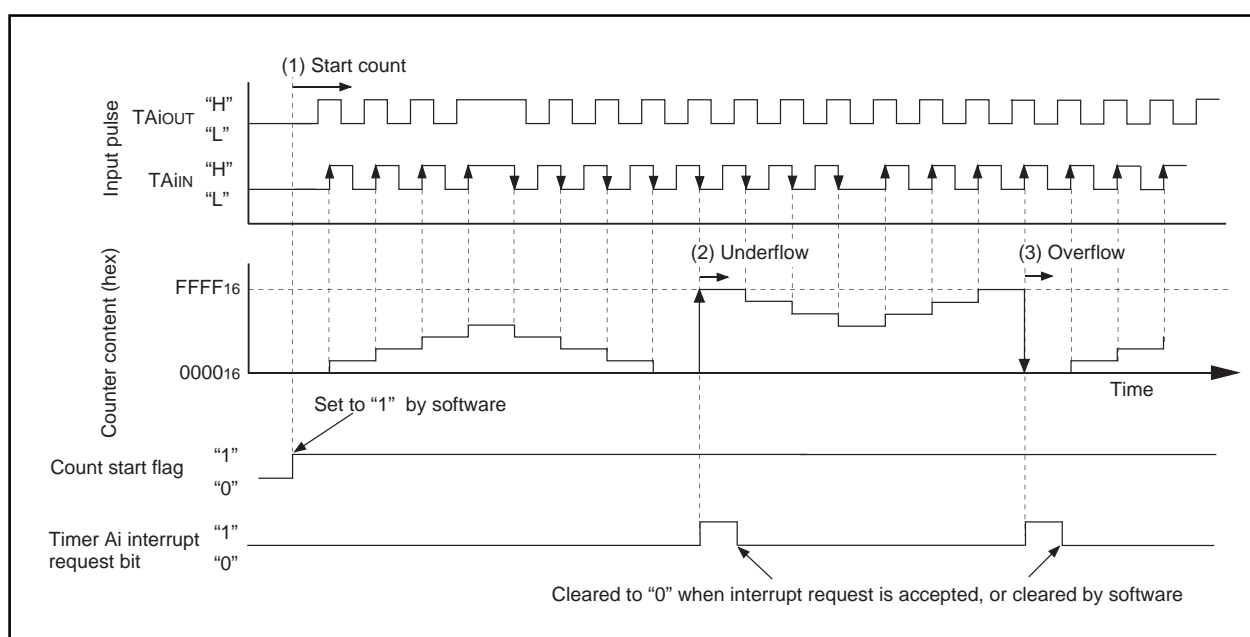 (1) Start count
Input pulse
TAiOUT
“H”
“L”
TAiIN
“H”
“L”
Counter content (hex)
FFFF16
000016
(2) Underflow
(3) Overflow
Time
Set to “1” by software
Count start flag
“1”
“0”
Timer Ai interrupt
request bit
“1”
“0”
Cleared to “0” when interrupt request is accepted, or cleared by software